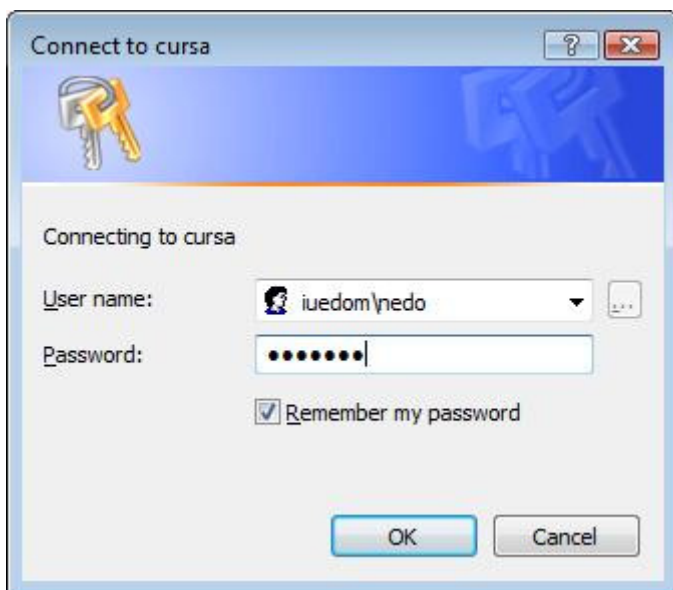 Connect to cursa
Connecting to cursa
User name: iuedom\nedo ...
Password: •••••••
Remember my password
OK Cancel